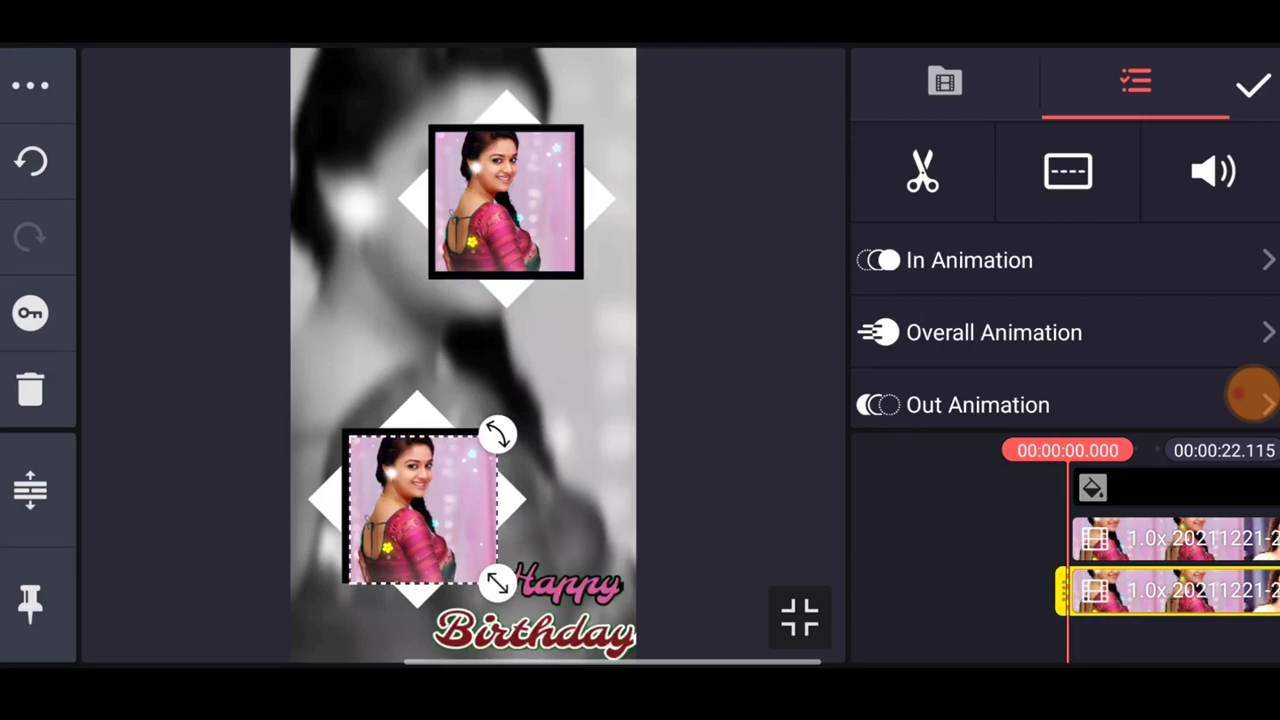 In Animation
Overall Animation
Out Animation
00:00:00.000
00:00:22.115
1.0x 20211221-2
1.0x 20211221-2
Happy
Birthday